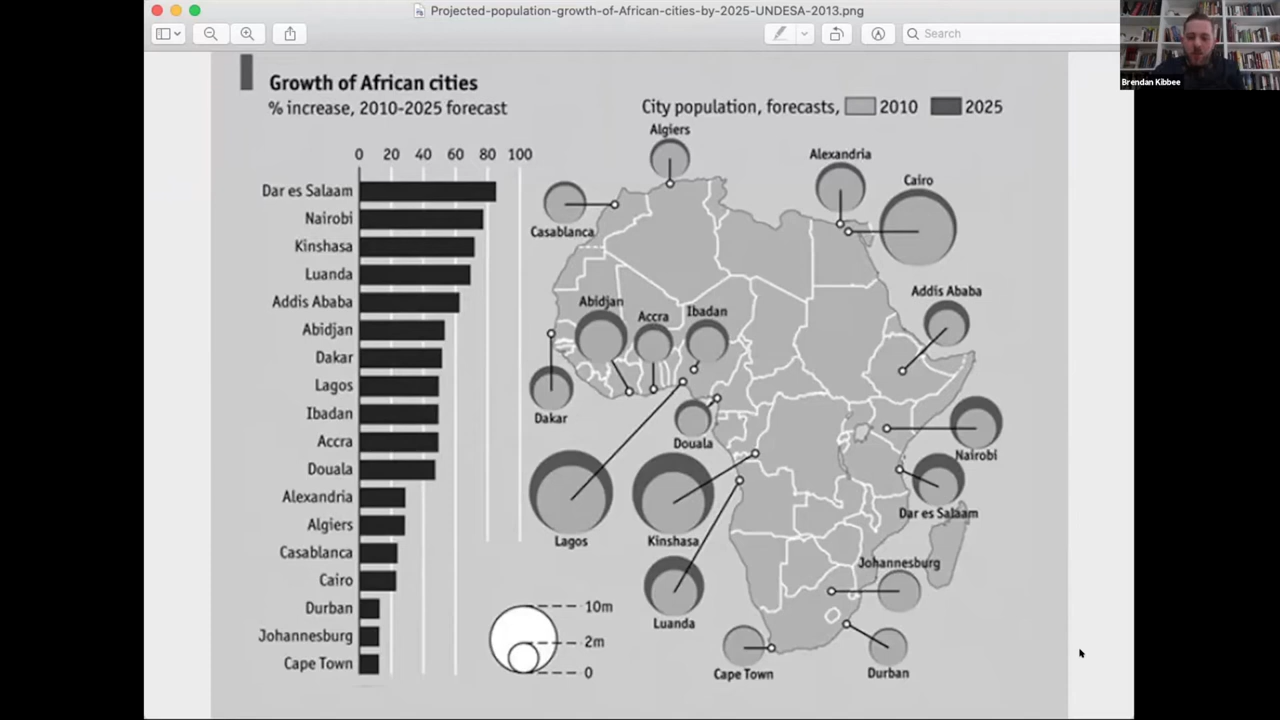 Projected-population-growth-of-African-cities-by-2025-UNDESA-2013.png
Search
Brendan Kibbee
Growth of African cities
% increase, 2010-2025 forecast
City population, forecasts, 2010 2025
0 20 40 60 80 100
Dar es Salaam
Nairobi
Kinshasa
Luanda
Addis Ababa
Abidjan
Dakar
Lagos
Ibadan
Accra
Douala
Alexandria
Algiers
Casablanca
Cairo
Durban
Johannesburg
Cape Town
Algiers
Alexandria
Cairo
Casablanca
Addis Ababa
Abidjan
Accra
Ibadan
Dakar
Douala
Nairobi
Dar es Salaam
Lagos
Kinshasa
Johannesburg
Luanda
Cape Town
Durban
10m
2m
0